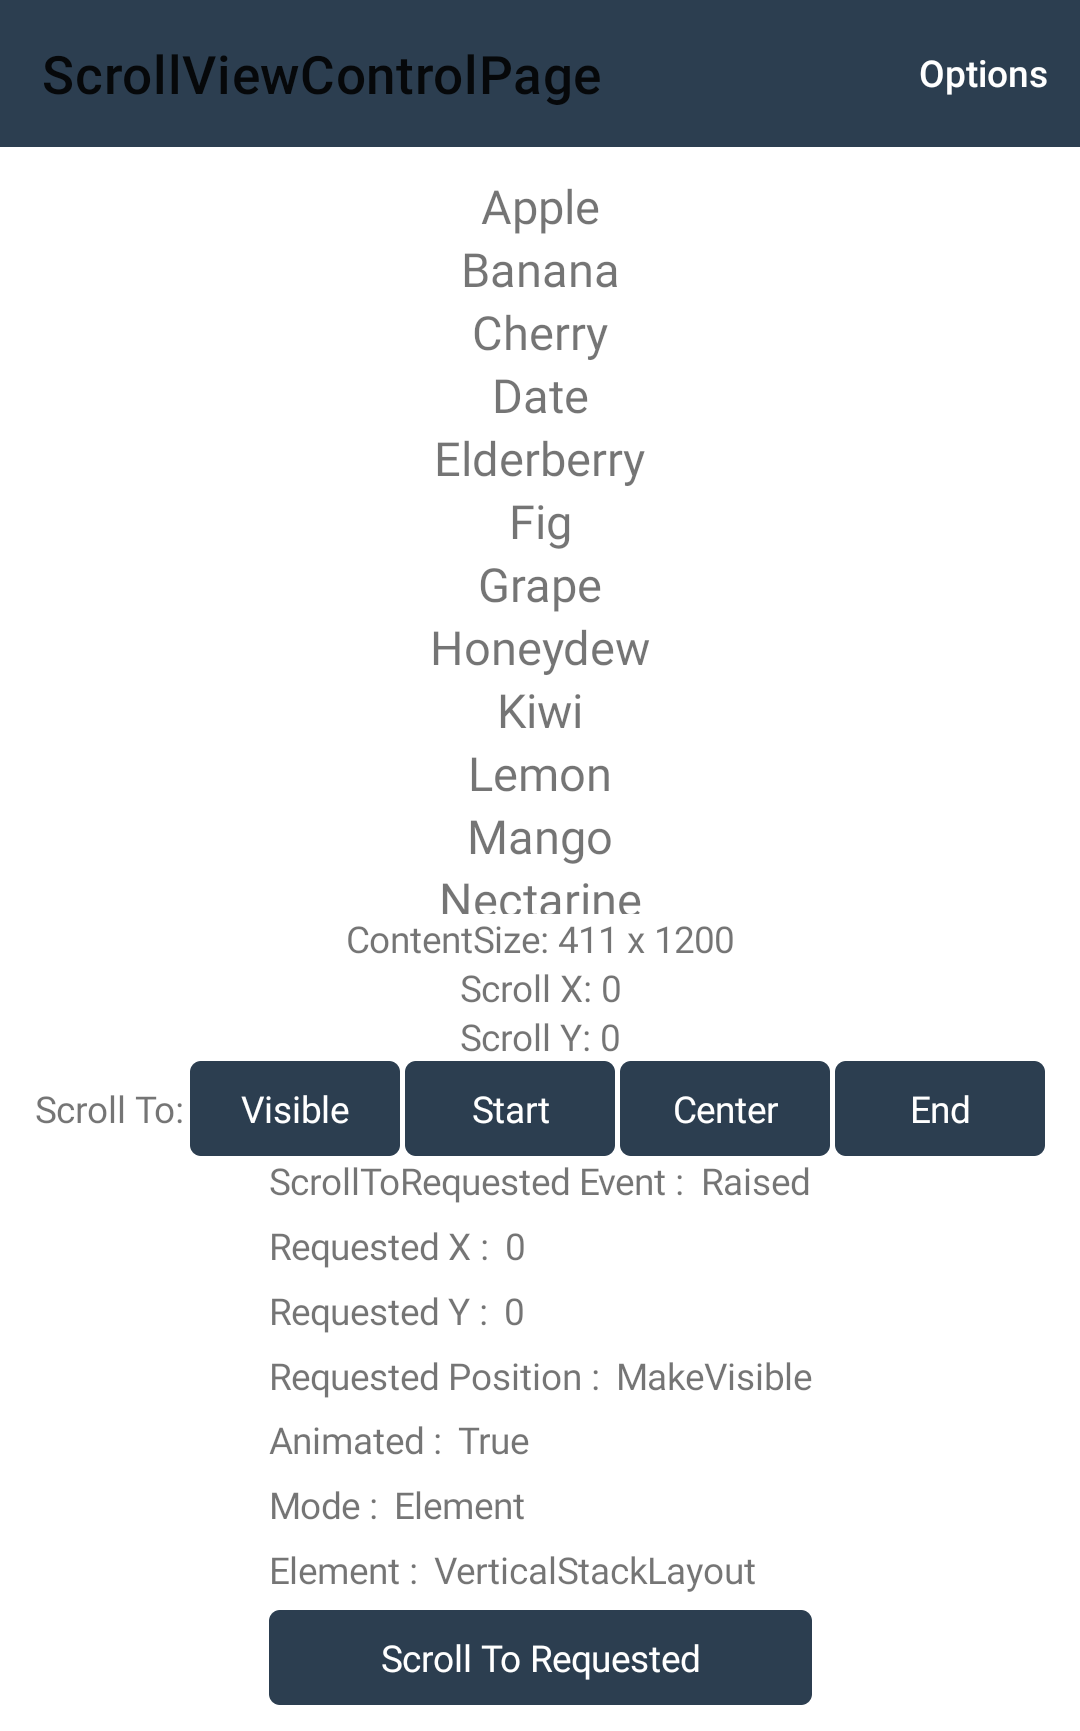 ScrollViewControlPage Options
Apple
Banana
Cherry
Date
Elderberry
Fig
Grape
Honeydew
Kiwi
Lemon
Mango
Nectarine
ContentSize: 411 x 1200
Scroll X: 0
Scroll Y: 0
Scroll To: Visible Start Center End
ScrollToRequested Event : Raised
Requested X : 0
Requested Y : 0
Requested Position : MakeVisible
Animated : True
Mode : Element
Element : VerticalStackLayout
Scroll To Requested